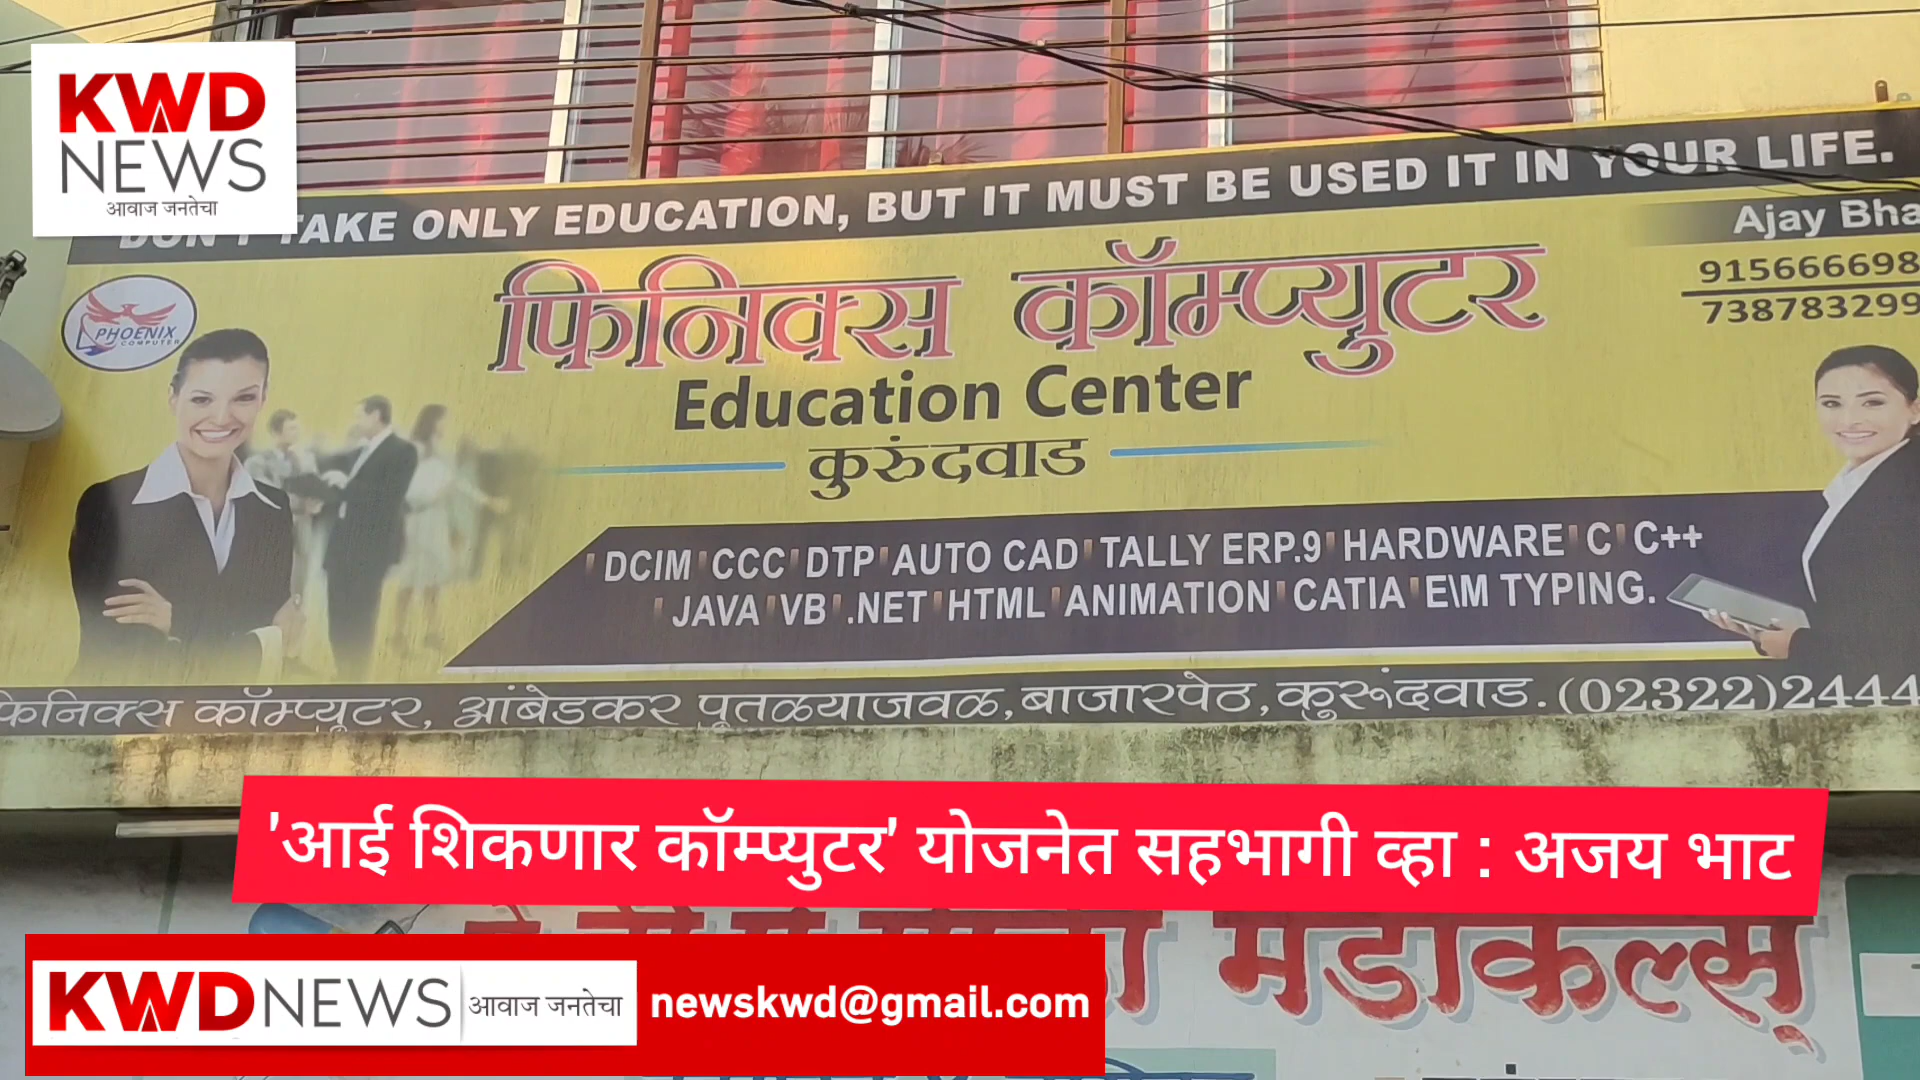 KWD
NEWS
आवाज जनतेचा
TAKE ONLY EDUCATION, BUT IT MUST BE USED IT IN YOUR LIFE.
Ajay
915666698
738783299
PHOENIX
COMPUTER
फिनिक्स कॉम्प्युटर
Education Center
कुरुंदवाड
DCIM CCC DTP AUTO CAD TALLY ERP.9 HARDWARE C C++
JAVA VB .NET HTML ANIMATION CATIA E\M TYPING.
फिनिक्स कॉम्प्यूटर, आंबेडकर पूतळयाजवळ, बाजारपेठ, कुरूंदवाड. (02322)2444
'आई शिकणार कॉम्प्युटर' योजनेत सहभागी व्हा : अजय भाट
KWDNEWS आवाज जनतेचा newskwd@gmail.com